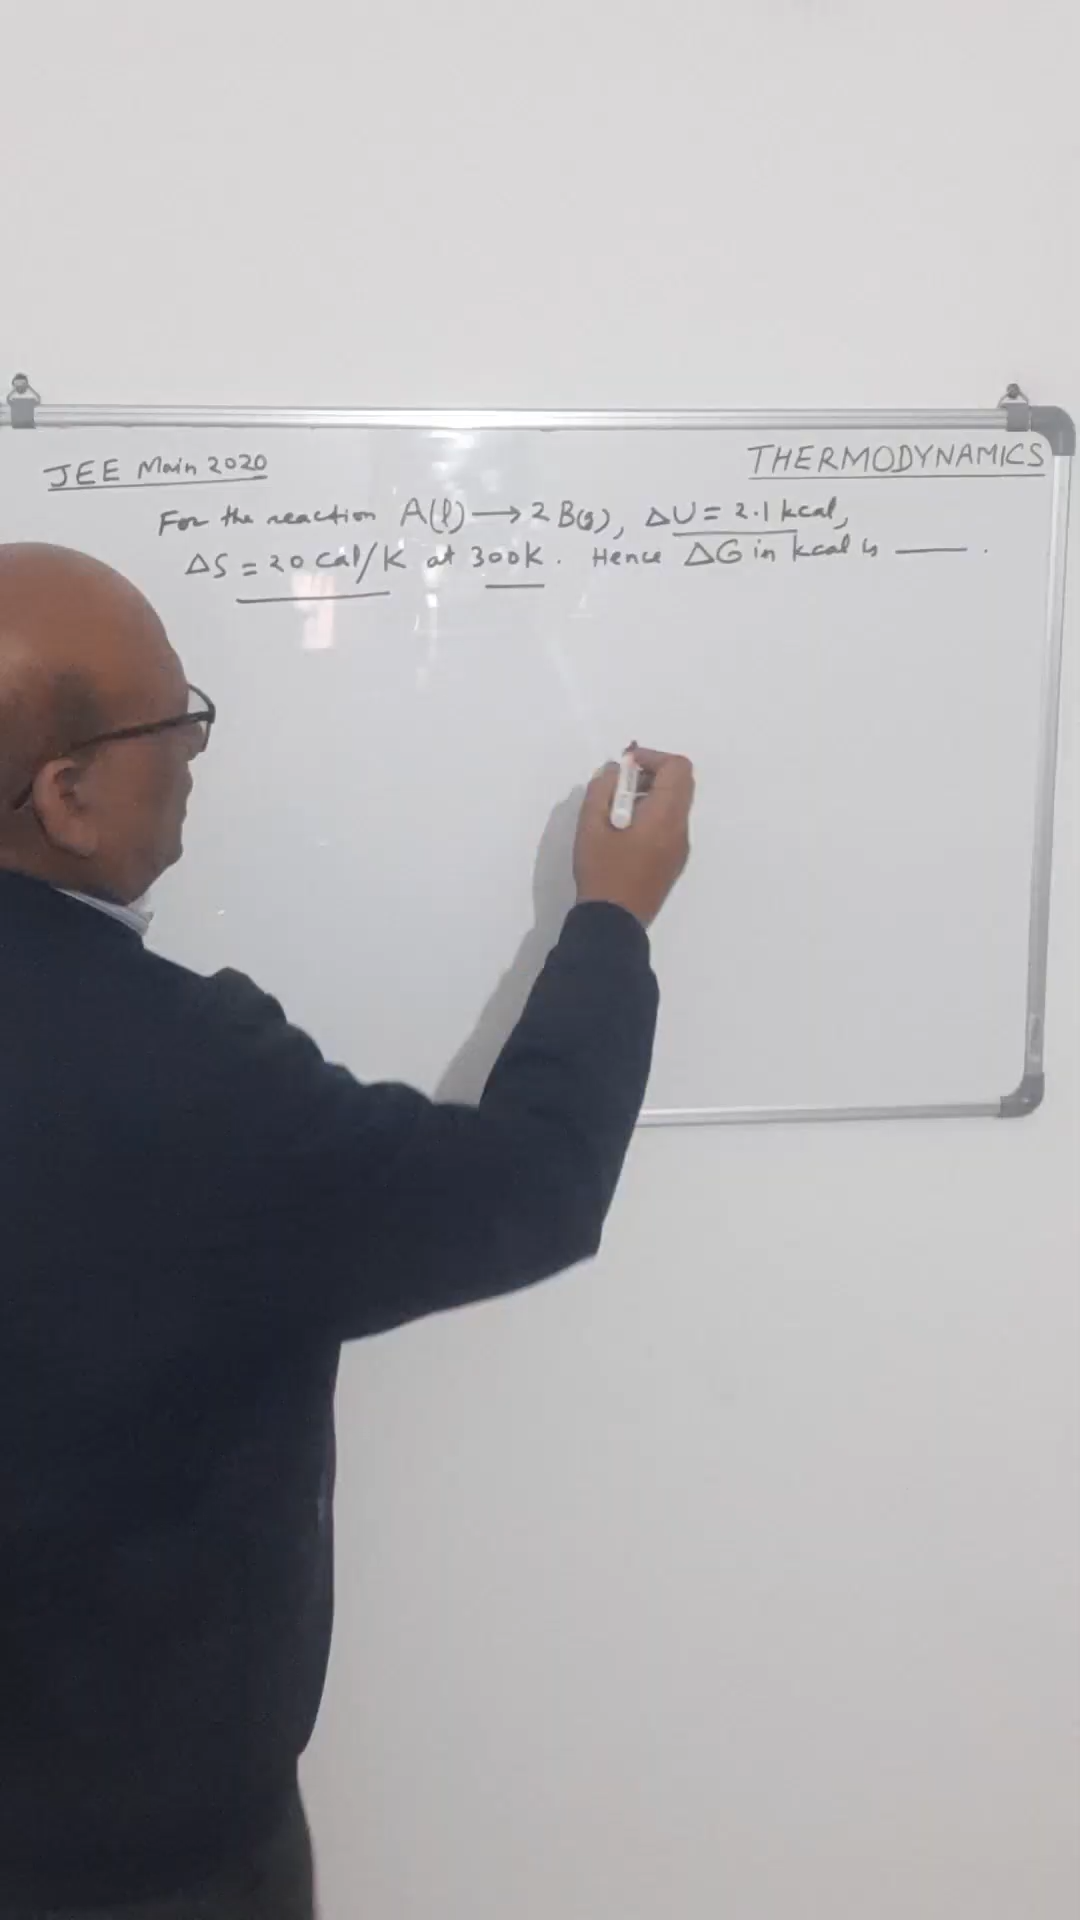 JEE Main 2020
THERMODYNAMICS
For the reaction A(l) → 2 B(g), ΔU = 2.1 kcal,
ΔS = 20 cal/K at 300K. Hence ΔG in kcal is ___.